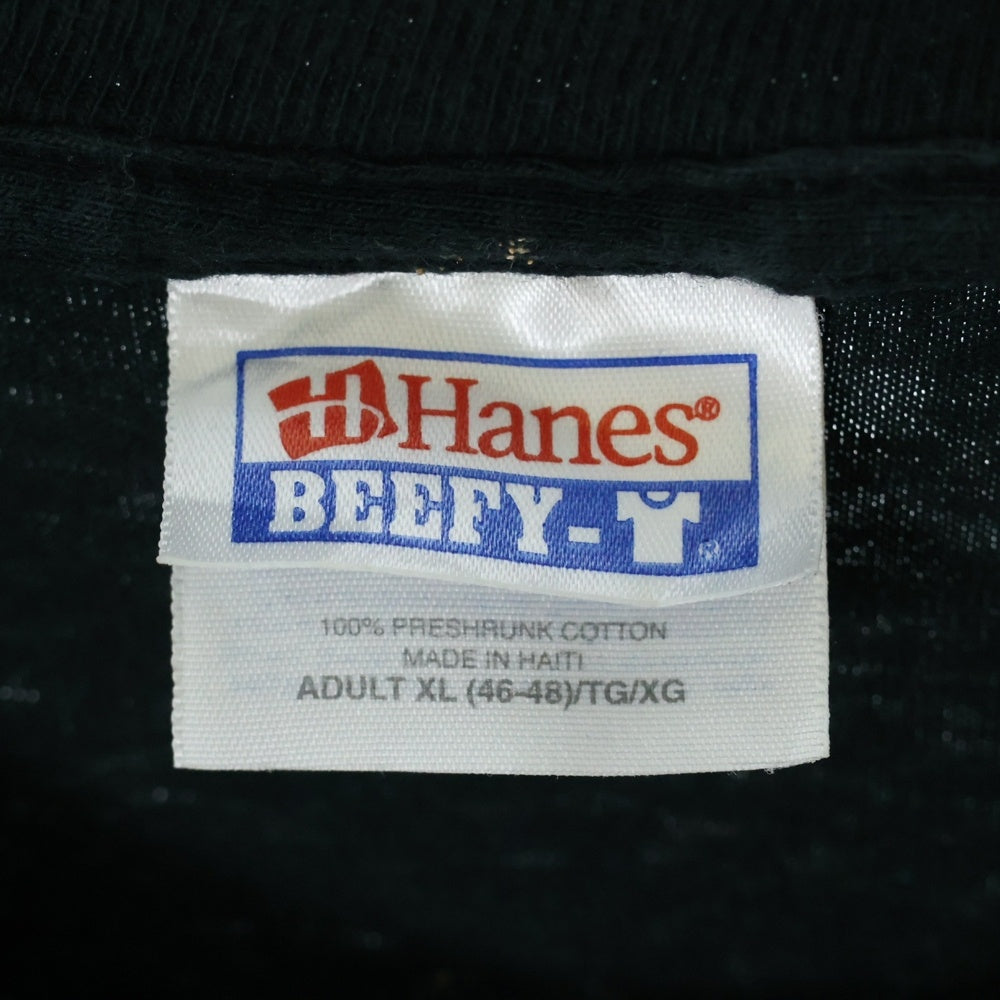 Hanes®
BEEFY-T®
100% PRESHRUNK COTTON
MADE IN HAITI
ADULT XL (46-48)/TG/XG